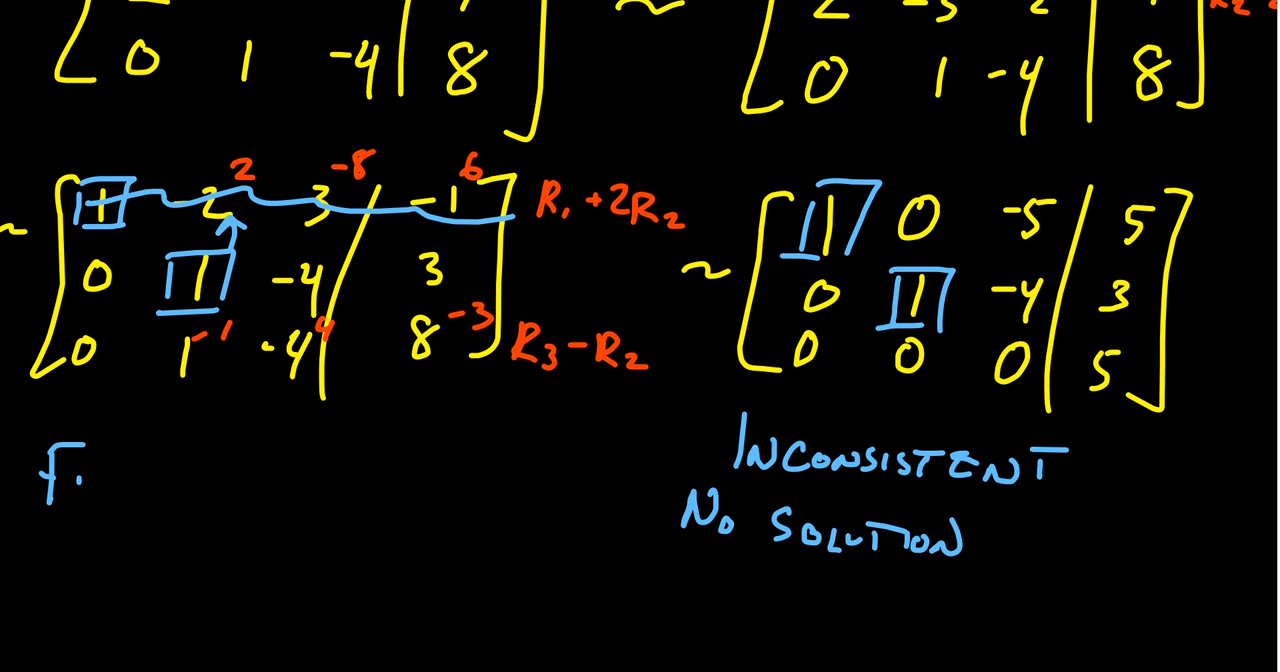 0 1 -4 | 8 ~ 0 1 -4 | 8
2 -8 6
~ 1 -2 3 | -1 R₁ + 2R₂ ~ 1 0 -5 | 5
0 1 -4 | 3 0 1 -4 | 3
0 1 -1 -4 4 | 8 -3 R₃ - R₂ 0 0 0 | 5
INCONSISTENT
No SOLUTION